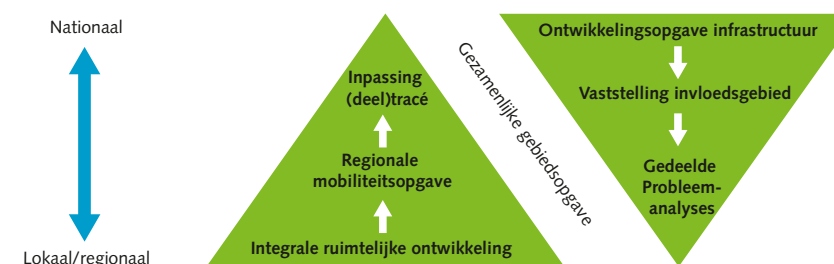 Nationaal
Lokaal/regionaal
Inpassing
(deel)tracé
Regionale
mobiliteitsopgave
Integrale ruimtelijke ontwikkeling
Gezamenlijke gebiedsopgave
Ontwikkelingsopgave infrastructuur
Vaststelling invloedsgebied
Gedeelde
Probleem-
analyses